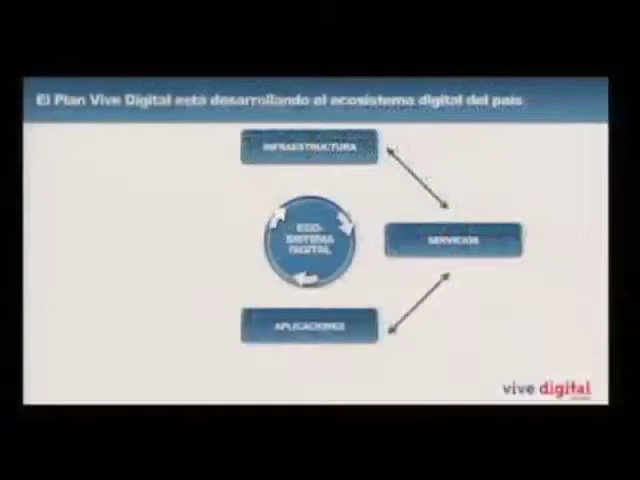 El Plan Vive Digital está desarrollando el ecosistema digital del país
INFRAESTRUCTURA
ECO-
SISTEMA
DIGITAL
SERVICIOS
APLICACIONES
vive digital